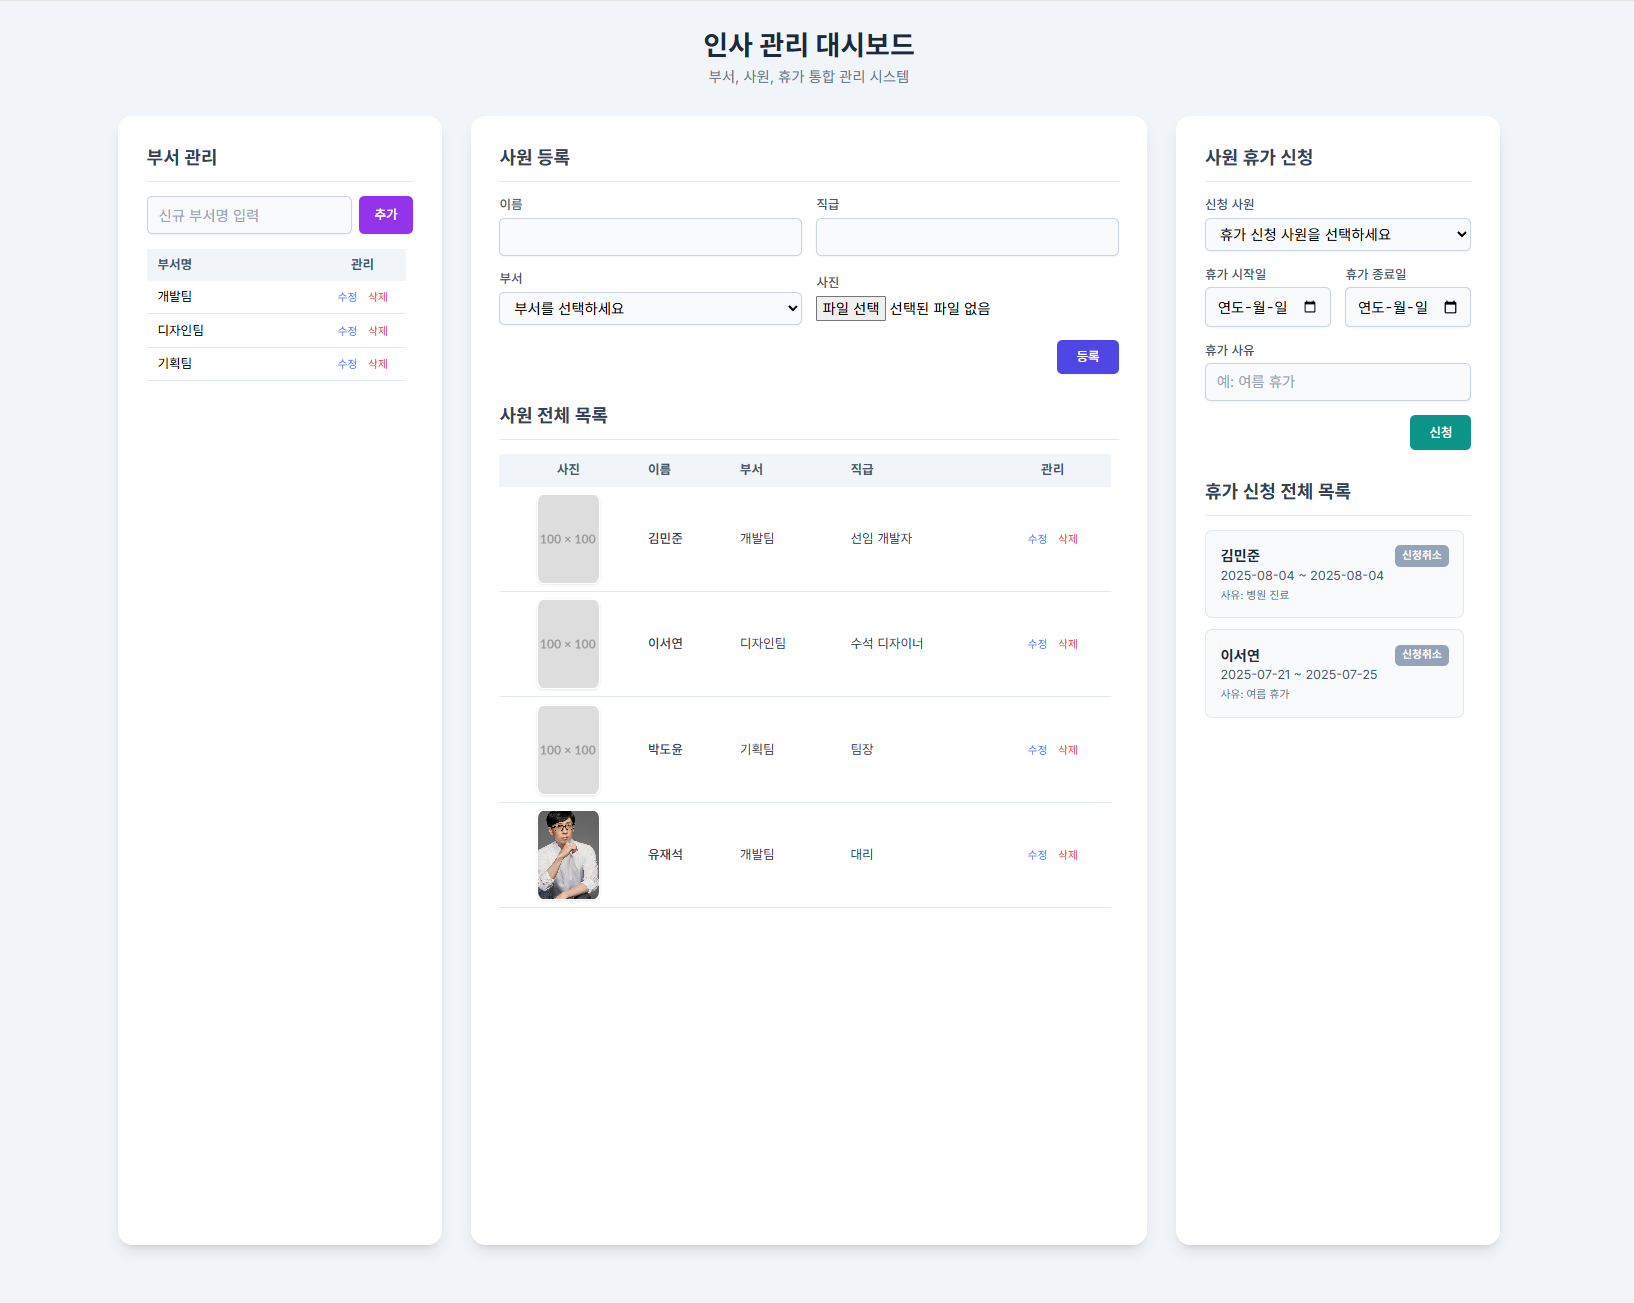 인사 관리 대시보드
부서, 사원, 휴가 통합 관리 시스템
부서 관리
신규 부서명 입력
추가
부서명 관리
개발팀 수정 삭제
디자인팀 수정 삭제
기획팀 수정 삭제
사원 등록
이름
직급
부서
부서를 선택하세요
사진
파일 선택 선택된 파일 없음
등록
사원 전체 목록
사진 이름 부서 직급 관리
100 × 100 김민준 개발팀 선임 개발자 수정 삭제
100 × 100 이서연 디자인팀 수석 디자이너 수정 삭제
100 × 100 박도윤 기획팀 팀장 수정 삭제
유재석 개발팀 대리 수정 삭제
사원 휴가 신청
신청 사원
휴가 신청 사원을 선택하세요
휴가 시작일 휴가 종료일
연도-월-일 연도-월-일
휴가 사유
예: 여름 휴가
신청
휴가 신청 전체 목록
김민준 신청취소
2025-08-04 ~ 2025-08-04
사유: 병원 진료
이서연 신청취소
2025-07-21 ~ 2025-07-25
사유: 여름 휴가